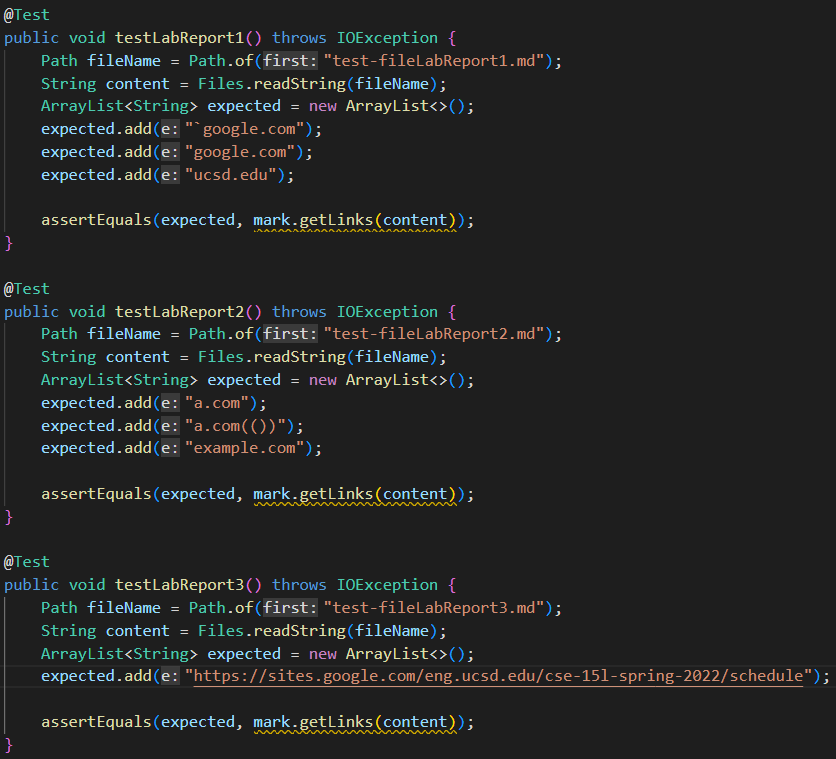 @Test
public void testLabReport1() throws IOException {
    Path fileName = Path.of(first: "test-fileLabReport1.md");
    String content = Files.readString(fileName);
    ArrayList<String> expected = new ArrayList<>();
    expected.add(e: "`google.com");
    expected.add(e: "google.com");
    expected.add(e: "ucsd.edu");

    assertEquals(expected, mark.getLinks(content));
}

@Test
public void testLabReport2() throws IOException {
    Path fileName = Path.of(first: "test-fileLabReport2.md");
    String content = Files.readString(fileName);
    ArrayList<String> expected = new ArrayList<>();
    expected.add(e: "a.com");
    expected.add(e: "a.com(())");
    expected.add(e: "example.com");

    assertEquals(expected, mark.getLinks(content));
}

@Test
public void testLabReport3() throws IOException {
    Path fileName = Path.of(first: "test-fileLabReport3.md");
    String content = Files.readString(fileName);
    ArrayList<String> expected = new ArrayList<>();
    expected.add(e: "https://sites.google.com/eng.ucsd.edu/cse-15l-spring-2022/schedule");

    assertEquals(expected, mark.getLinks(content));
}